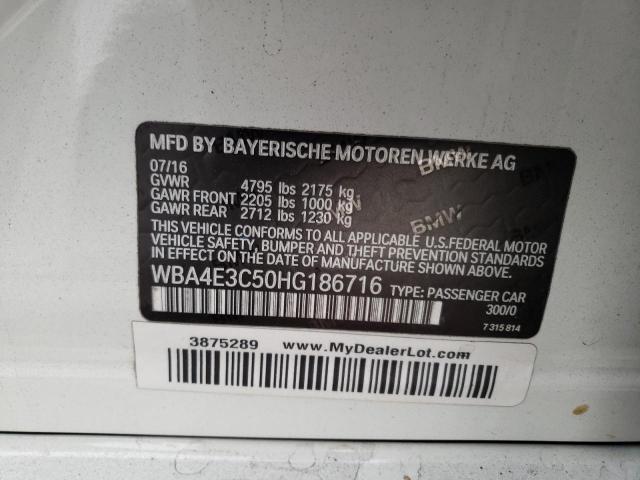 MFD BY BAYERISCHE MOTOREN WERKE AG
07/16
GVWR 4795 lbs 2175 kg
GAWR FRONT 2205 lbs 1000 kg
GAWR REAR 2712 lbs 1230 kg
THIS VEHICLE CONFORMS TO ALL APPLICABLE U.S.FEDERAL MOTOR
VEHICLE SAFETY, BUMPER AND THEFT PREVENTION STANDARDS
IN EFFECT ON THE DATE OF MANUFACTURE SHOWN ABOVE.
WBA4E3C50HG186716 TYPE: PASSENGER CAR
300/0
7 315 814
BMW
BMW
BMW
3875289 www.MyDealerLot.com